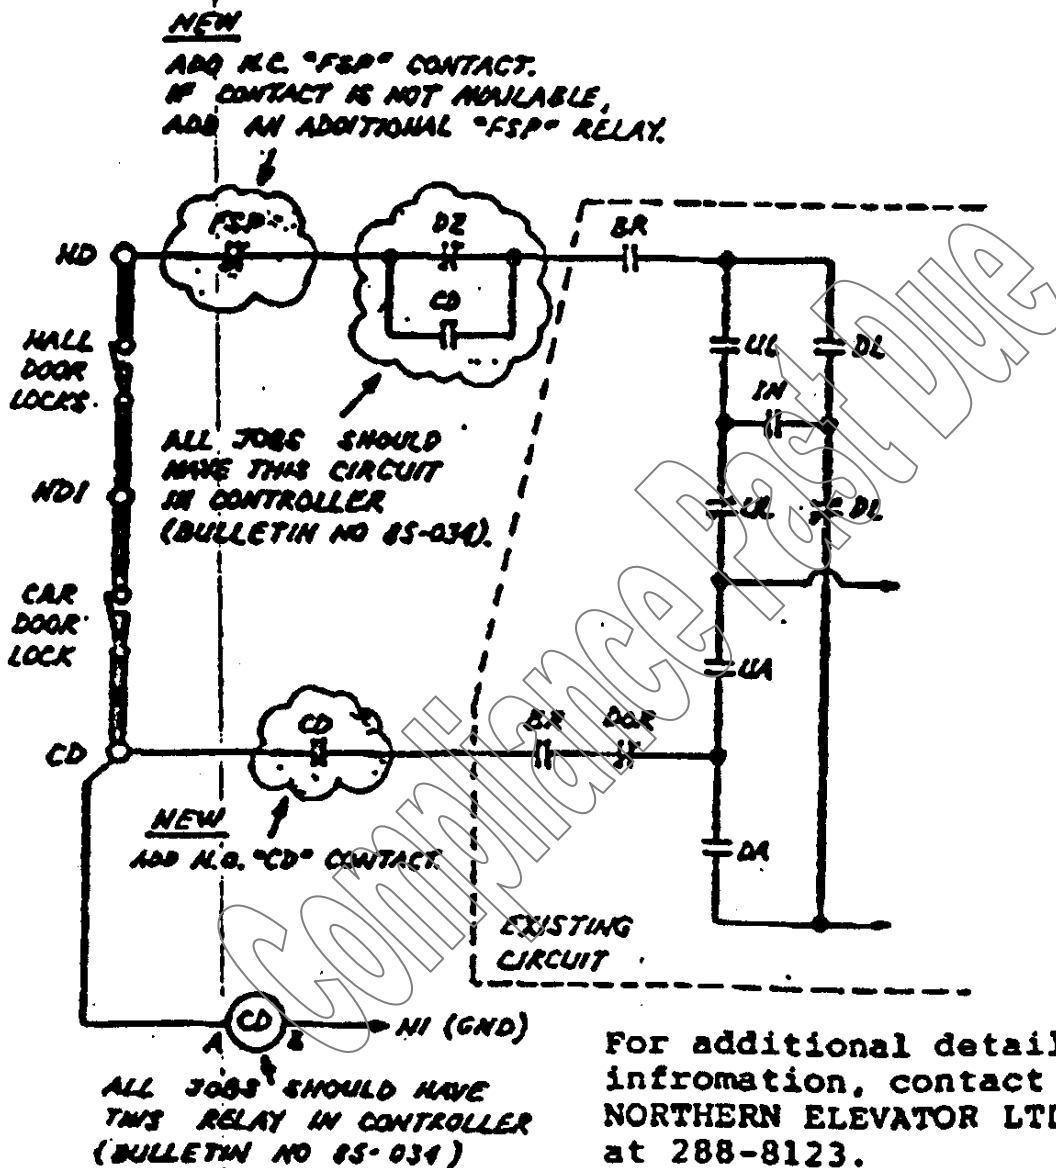 NEW
ADD N.C. "FSP" CONTACT.
IF CONTACT IS NOT AVAILABLE,
ADD AN ADDITIONAL "FSP" RELAY.
FSP
DZ
BR
HD
CD
HALL
DOOR
LOCKS
UL
DL
IN
ALL JOBS SHOULD
HAVE THIS CIRCUIT
IN CONTROLLER
(BULLETIN NO 85-034).
HDI
UL
DL
CAR
DOOR
LOCK
UA
CD
CD
BR
DOR
NEW
ADD N.O. "CD" CONTACT.
DA
EXISTING
CIRCUIT
CD
A
B
NI (GND)
ALL JOBS SHOULD HAVE
THIS RELAY IN CONTROLLER
(BULLETIN NO 85-034)
For additional detail
infromation, contact
NORTHERN ELEVATOR LTD
at 288-8123.
Compliance Past Due